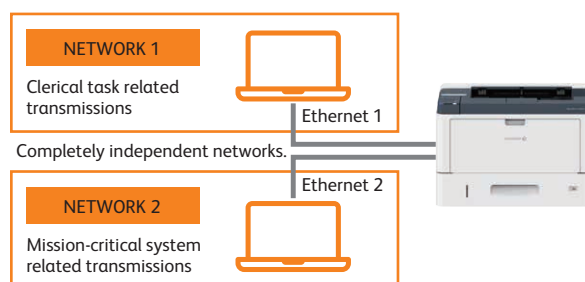 NETWORK 1
Clerical task related
transmissions
Ethernet 1
Completely independent networks.
Ethernet 2
NETWORK 2
Mission-critical system
related transmissions